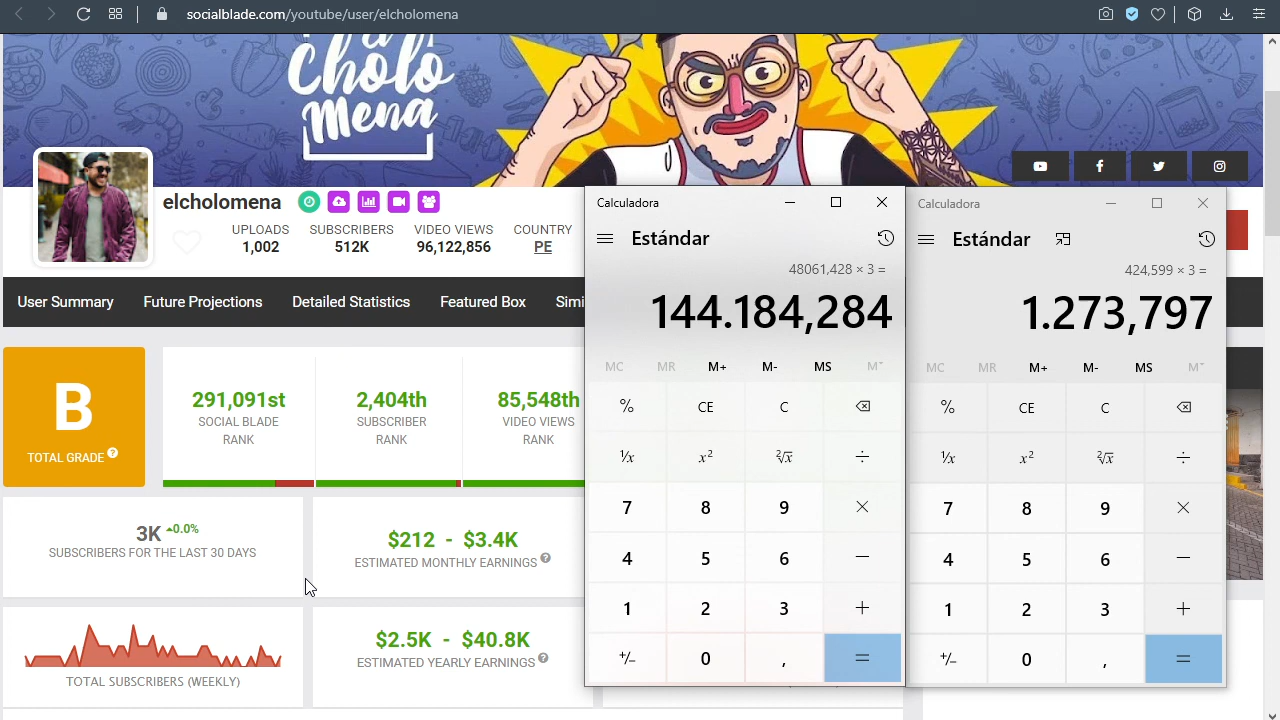 socialblade.com/youtube/user/elcholomena
el
Cholo
Mena
elcholomena
UPLOADS
1,002
SUBSCRIBERS
512K
VIDEO VIEWS
96,122,856
COUNTRY
PE
User Summary
Future Projections
Detailed Statistics
Featured Box
Simi
B
TOTAL GRADE ?
291,091st
SOCIAL BLADE
RANK
2,404th
SUBSCRIBER
RANK
85,548th
VIDEO VIEWS
RANK
3K 0.0%
SUBSCRIBERS FOR THE LAST 30 DAYS
$212 - $3.4K
ESTIMATED MONTHLY EARNINGS ?
TOTAL SUBSCRIBERS (WEEKLY)
$2.5K - $40.8K
ESTIMATED YEARLY EARNINGS ?
Calculadora
Estándar
48061,428 × 3 =
144.184,284
MC MR M+ M- MS M˅
% CE C
¹/x x² ²√x ÷
7 8 9 ×
4 5 6 −
1 2 3 +
+/− 0 , =
Calculadora
Estándar
424,599 × 3 =
1.273,797
MC MR M+ M- MS M˅
% CE C
¹/x x² ²√x ÷
7 8 9 ×
4 5 6 −
1 2 3 +
+/− 0 , =